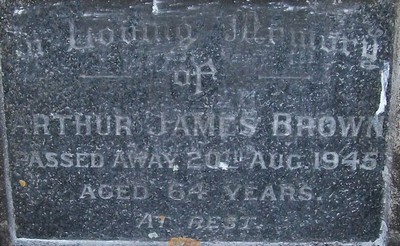 In Loving Memory
of
ARTHUR JAMES BROWN
PASSED AWAY 20TH AUG. 1945
AGED 64 YEARS.
AT REST.